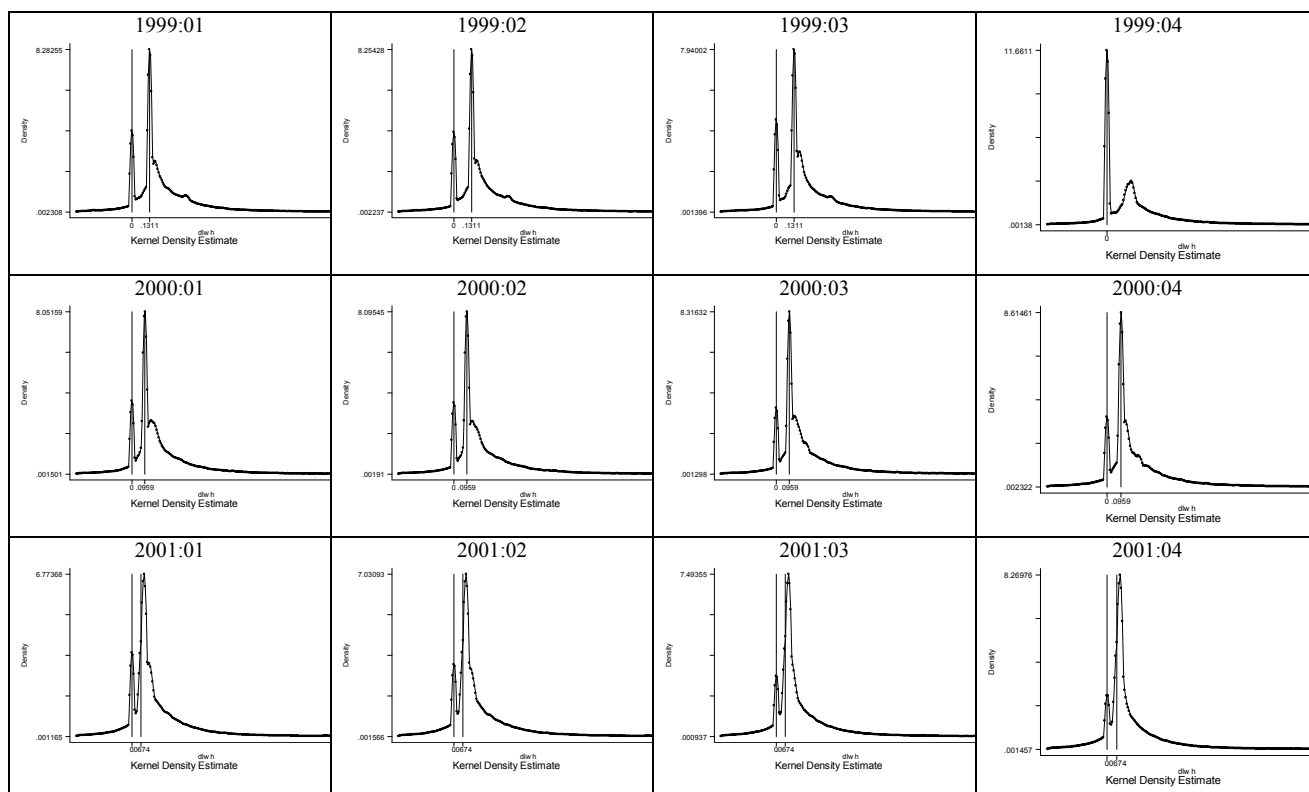 1999:01
8.28255
Density
.002308
0 .1311
dlw h
Kernel Density Estimate
1999:02
8.25428
Density
.002237
0 .1311
dlw h
Kernel Density Estimate
1999:03
7.94002
Density
.001396
0 .1311
dlw h
Kernel Density Estimate
1999:04
11.6611
Density
.00138
0
dlw h
Kernel Density Estimate
2000:01
8.05159
Density
.001501
0 .0959
dlw h
Kernel Density Estimate
2000:02
8.09545
Density
.00191
0 .0959
dlw h
Kernel Density Estimate
2000:03
8.31632
Density
.001298
0 .0959
dlw h
Kernel Density Estimate
2000:04
8.61461
Density
.002322
0 .0959
dlw h
Kernel Density Estimate
2001:01
6.77368
Density
.001165
00674
dlw h
Kernel Density Estimate
2001:02
7.03093
Density
.001566
00674
dlw h
Kernel Density Estimate
2001:03
7.49355
Density
.000937
00674
dlw h
Kernel Density Estimate
2001:04
8.26976
Density
.001457
00674
dlw h
Kernel Density Estimate